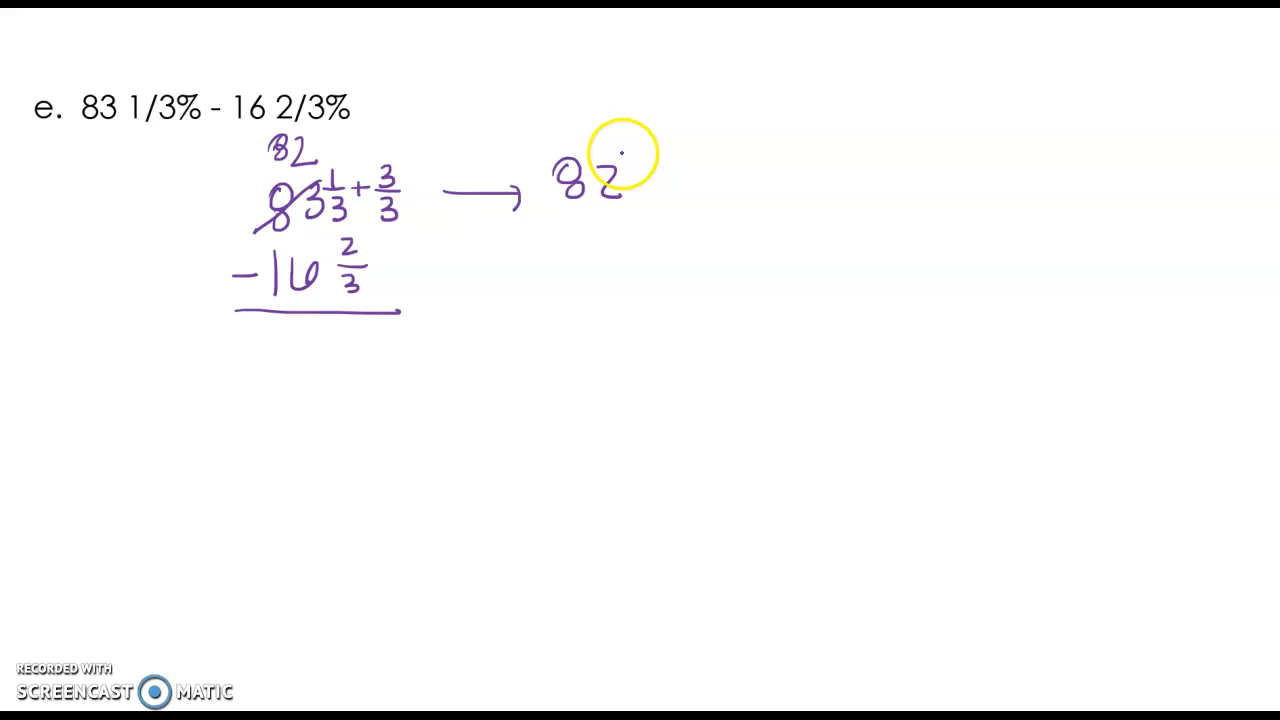 e. 83 1/3% - 16 2/3%
82
83 1/3 + 3/3 → 82
- 16 2/3
RECORDED WITH
SCREENCAST MATIC